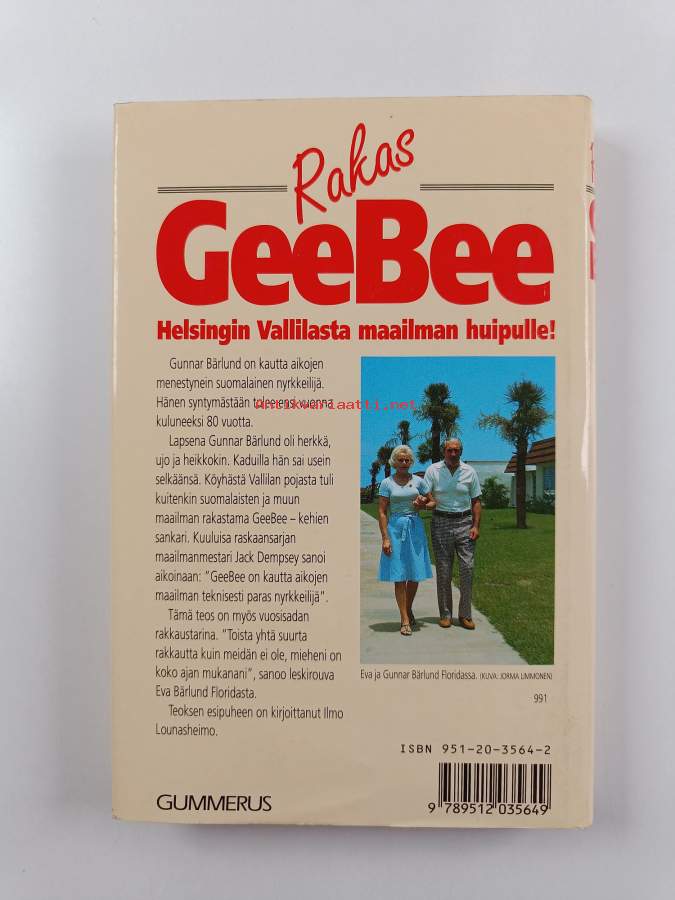 Rakas
GeeBee
Helsingin Vallilasta maailman huipulle!
Gunnar Bärlund on kautta aikojen
menestynein suomalainen nyrkkeilijä.
Hänen syntymästään tulee ensi vuonna
Antikvariaatti.net
kuluneeksi 80 vuotta.
Lapsena Gunnar Bärlund oli herkkä,
ujo ja heikkokin. Kaduilla hän sai usein
selkäänsä. Köyhästä Vallilan pojasta tuli
kuitenkin suomalaisten ja muun
maailman rakastama GeeBee – kehien
sankari. Kuuluisa raskaansarjan
maailmanmestari Jack Dempsey sanoi
aikoinaan: ”GeeBee on kautta aikojen
maailman teknisesti paras nyrkkeilijä”.
Tämä teos on myös vuosisadan
rakkaustarina. ”Toista yhtä suurta
rakkautta kuin meidän ei ole, mieheni on
koko ajan mukanani”, sanoo leskirouva
Eva Bärlund Floridasta.
Teoksen esipuheen on kirjoittanut Ilmo
Lounasheimo.
Eva ja Gunnar Bärlund Floridassa. (KUVA: JORMA LIMMONEN)
991
ISBN 951-20-3564-2
9 789512 035649
GUMMERUS